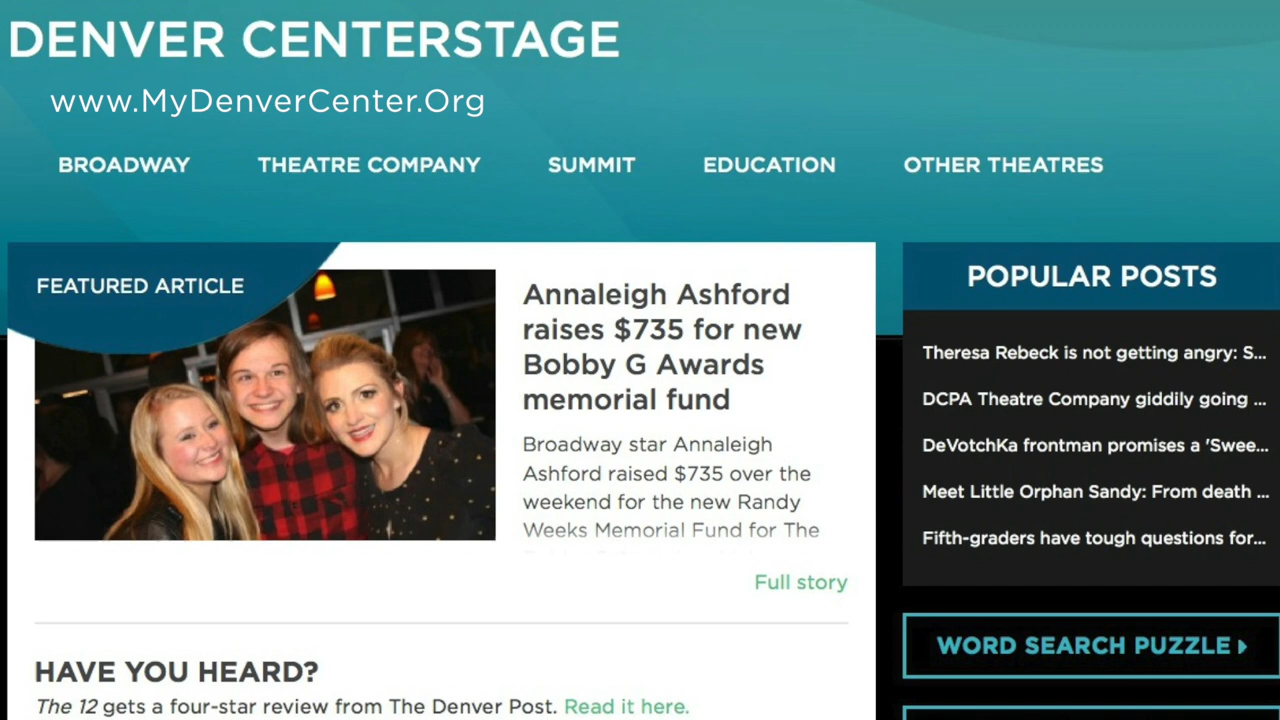 DENVER CENTERSTAGE
www.MyDenverCenter.Org
BROADWAY THEATRE COMPANY SUMMIT EDUCATION OTHER THEATRES
FEATURED ARTICLE
Annaleigh Ashford
raises $735 for new
Bobby G Awards
memorial fund
Broadway star Annaleigh
Ashford raised $735 over the
weekend for the new Randy
Weeks Memorial Fund for The
Full story
HAVE YOU HEARD?
The 12 gets a four-star review from The Denver Post. Read it here.
POPULAR POSTS
Theresa Rebeck is not getting angry: S...
DCPA Theatre Company giddily going ...
DeVotchKa frontman promises a 'Swee...
Meet Little Orphan Sandy: From death ...
Fifth-graders have tough questions for...
WORD SEARCH PUZZLE